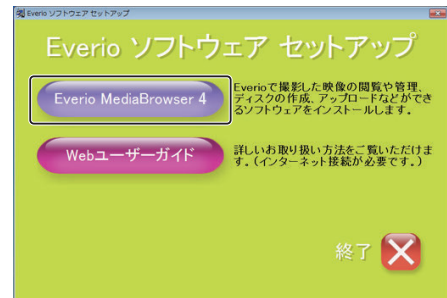 Everio ソフトウェア セットアップ
Everio ソフトウェア セットアップ
Everio MediaBrowser 4
Everioで撮影した映像の閲覧や管理、
ディスクの作成、アップロードなどができ
るソフトウェアをインストールします。
Webユーザーガイド
詳しいお取り扱い方法をご覧いただけま
す。(インターネット接続が必要です。)
終了